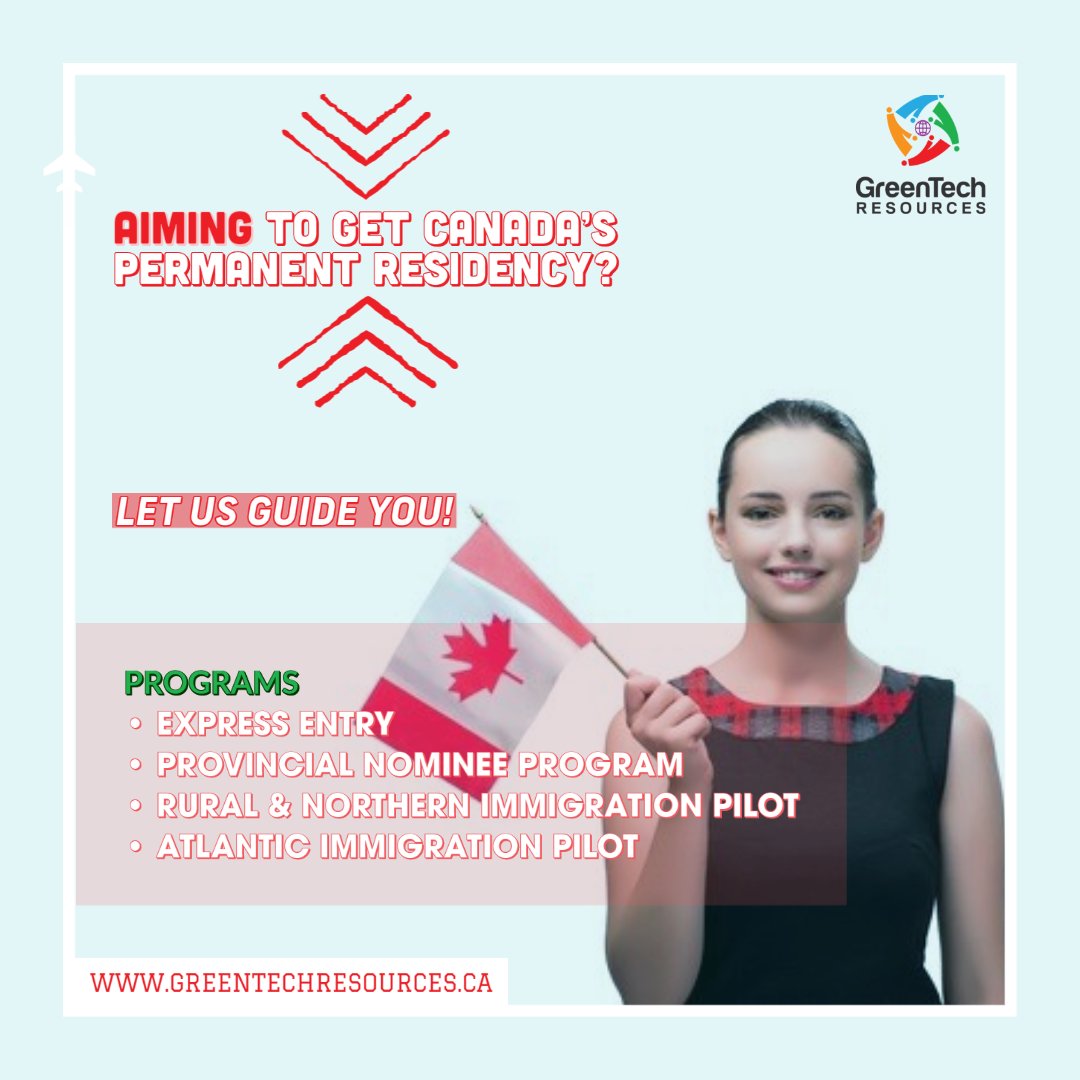 GreenTech
RESOURCES
AIMING TO GET CANADA'S
PERMANENT RESIDENCY?
LET US GUIDE YOU!
PROGRAMS
• EXPRESS ENTRY
• PROVINCIAL NOMINEE PROGRAM
• RURAL & NORTHERN IMMIGRATION PILOT
• ATLANTIC IMMIGRATION PILOT
WWW.GREENTECHRESOURCES.CA